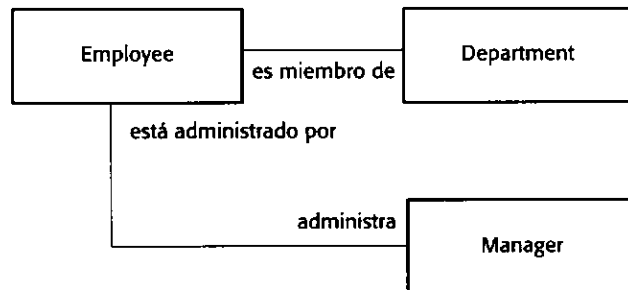 Employee
Department
es miembro de
está administrado por
administra
Manager